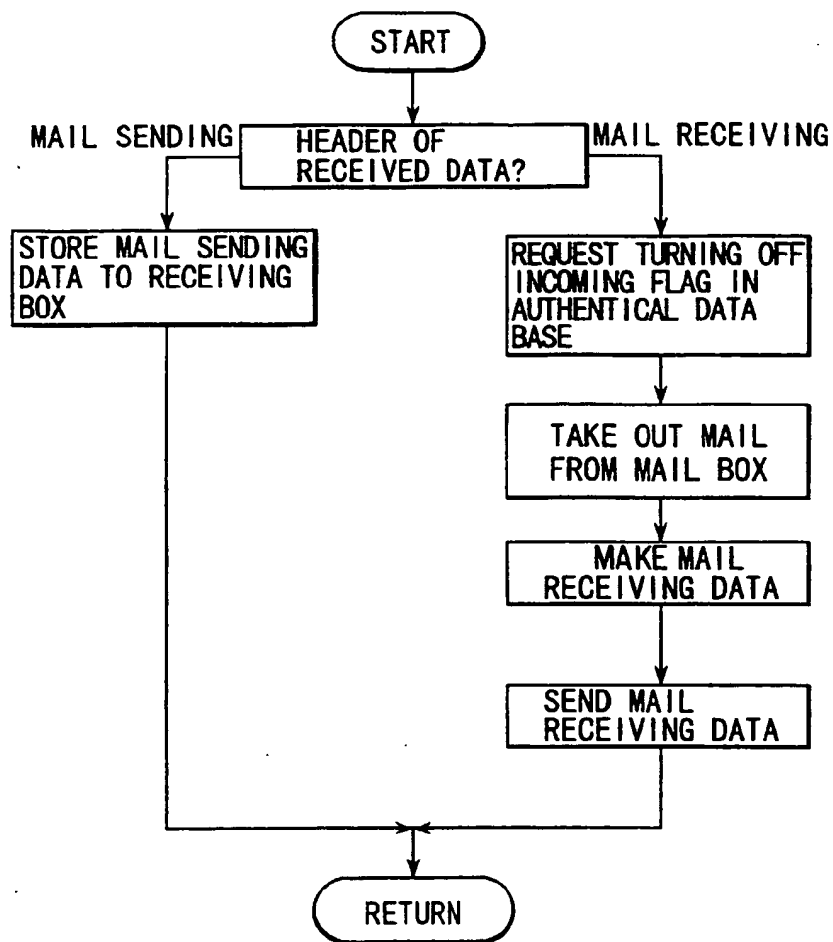 START
MAIL SENDING
HEADER OF
RECEIVED DATA?
MAIL RECEIVING
STORE MAIL SENDING
DATA TO RECEIVING
BOX
REQUEST TURNING OFF
INCOMING FLAG IN
AUTHENTICAL DATA
BASE
TAKE OUT MAIL
FROM MAIL BOX
MAKE MAIL
RECEIVING DATA
SEND MAIL
RECEIVING DATA
RETURN